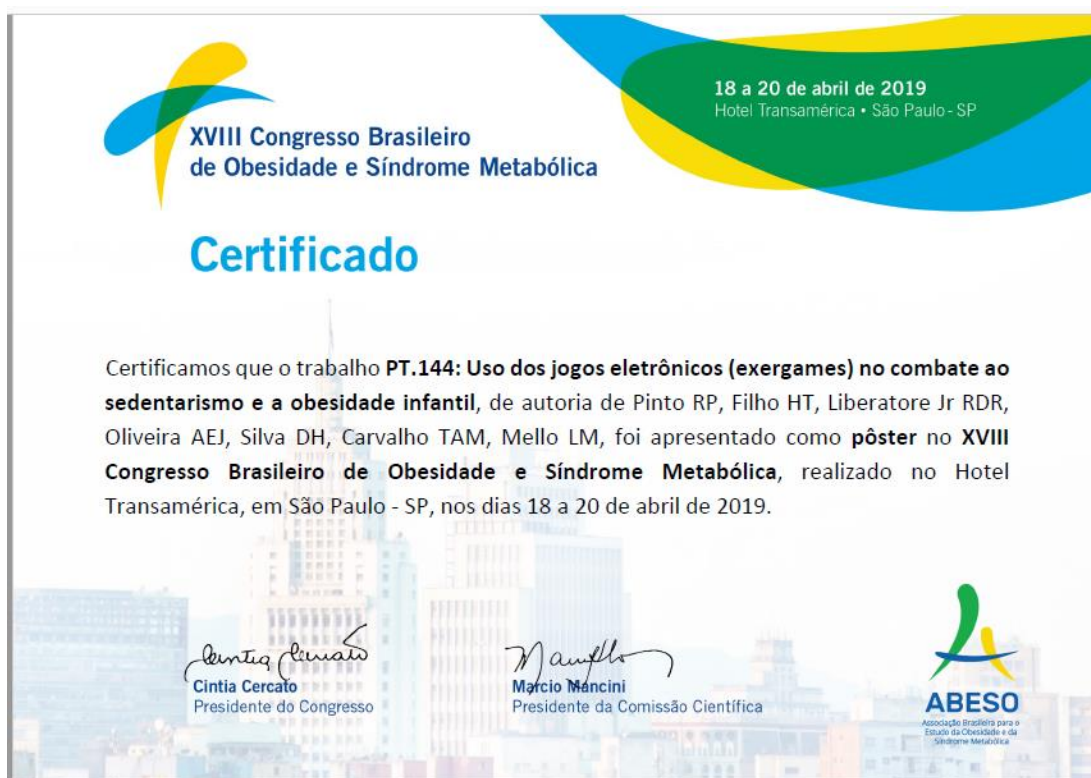 18 a 20 de abril de 2019
Hotel Transamérica • São Paulo - SP
XVIII Congresso Brasileiro
de Obesidade e Síndrome Metabólica
Certificado
Certificamos que o trabalho PT.144: Uso dos jogos eletrônicos (exergames) no combate ao
sedentarismo e a obesidade infantil, de autoria de Pinto RP, Filho HT, Liberatore Jr RDR,
Oliveira AEJ, Silva DH, Carvalho TAM, Mello LM, foi apresentado como pôster no XVIII
Congresso Brasileiro de Obesidade e Síndrome Metabólica, realizado no Hotel
Transamérica, em São Paulo - SP, nos dias 18 a 20 de abril de 2019.
Cintia Cercato
Presidente do Congresso
Marcio Mancini
Presidente da Comissão Científica
ABESO
Associação Brasileira para o
Estudo da Obesidade e da
Síndrome Metabólica